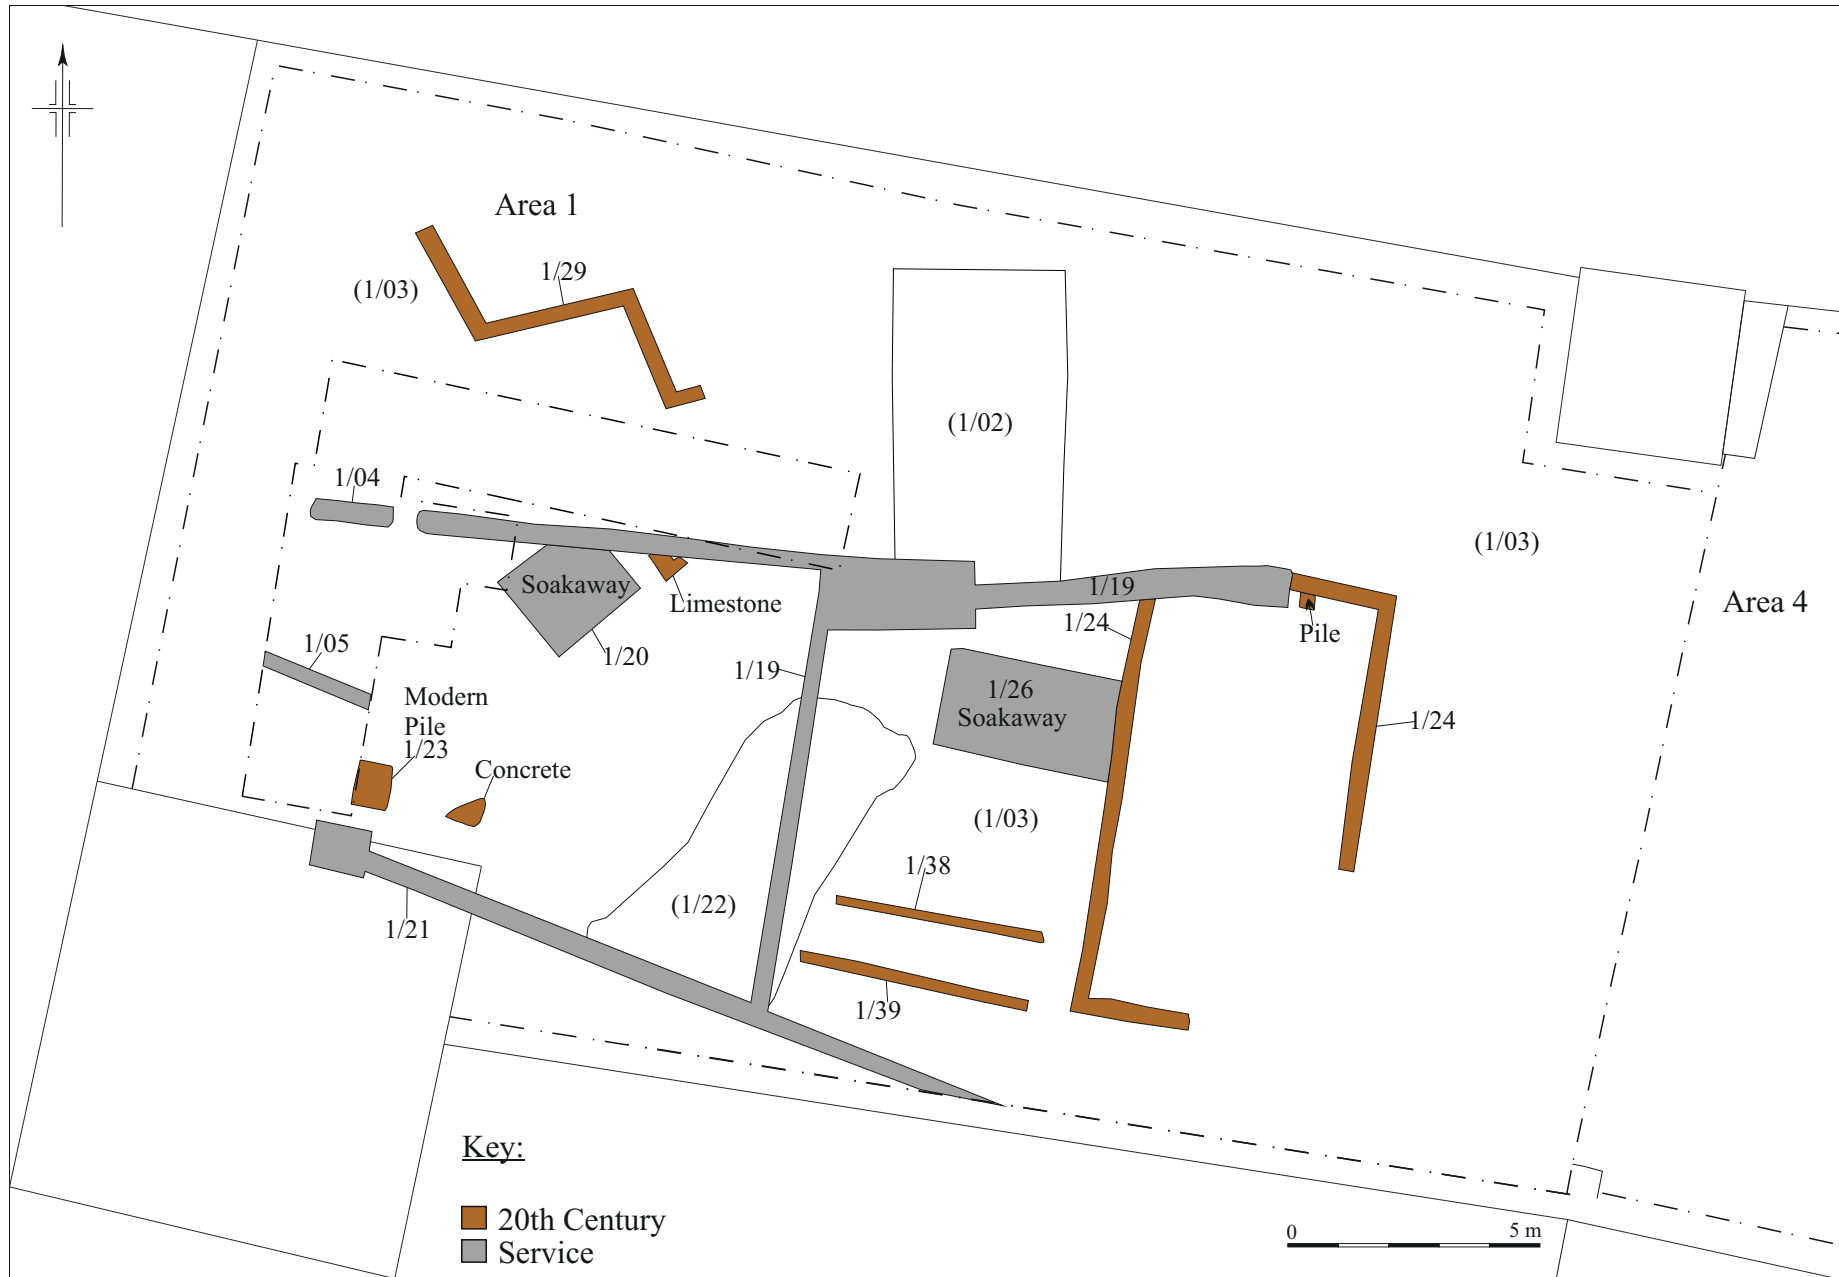 Area 1
1/29
(1/03)
(1/02)
1/04
(1/03)
Soakaway
1/19
Limestone
Area 4
1/24
Pile
1/05
1/20
1/19
Modern
Pile
1/23
1/26
Soakaway
1/24
Concrete
(1/03)
1/38
(1/22)
1/21
1/39
Key:
20th Century
Service
0 5 m